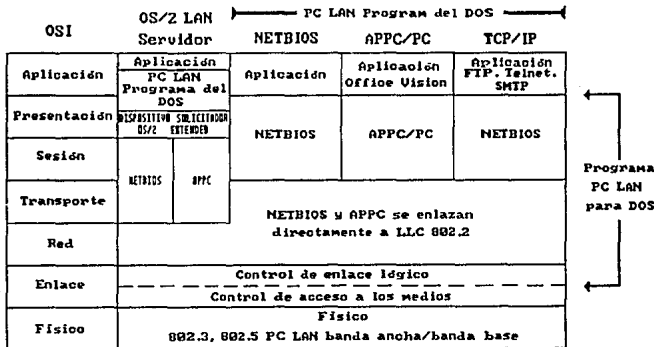 PC LAN Program del DOS
OSI
OS/2 LAN
Servidor
NETBIOS
APPC/PC
TCP/IP
Aplicación
Aplicación
PC LAN
Programa del
DOS
Aplicación
Aplicación
Office Vision
Aplicación
FTP. Telnet.
SMTP
Presentación
DISPOSITIVO SOLICITADOR
OS/2 EXTENDED
NETBIOS
APPC/PC
NETBIOS
Sesión
NETBIOS
APPC
Transporte
Red
NETBIOS y APPC se enlazan
directamente a LLC 802.2
Enlace
Control de enlace lógico
Control de acceso a los medios
Físico
Físico
802.3, 802.5 PC LAN banda ancha/banda base
Programa
PC LAN
para DOS